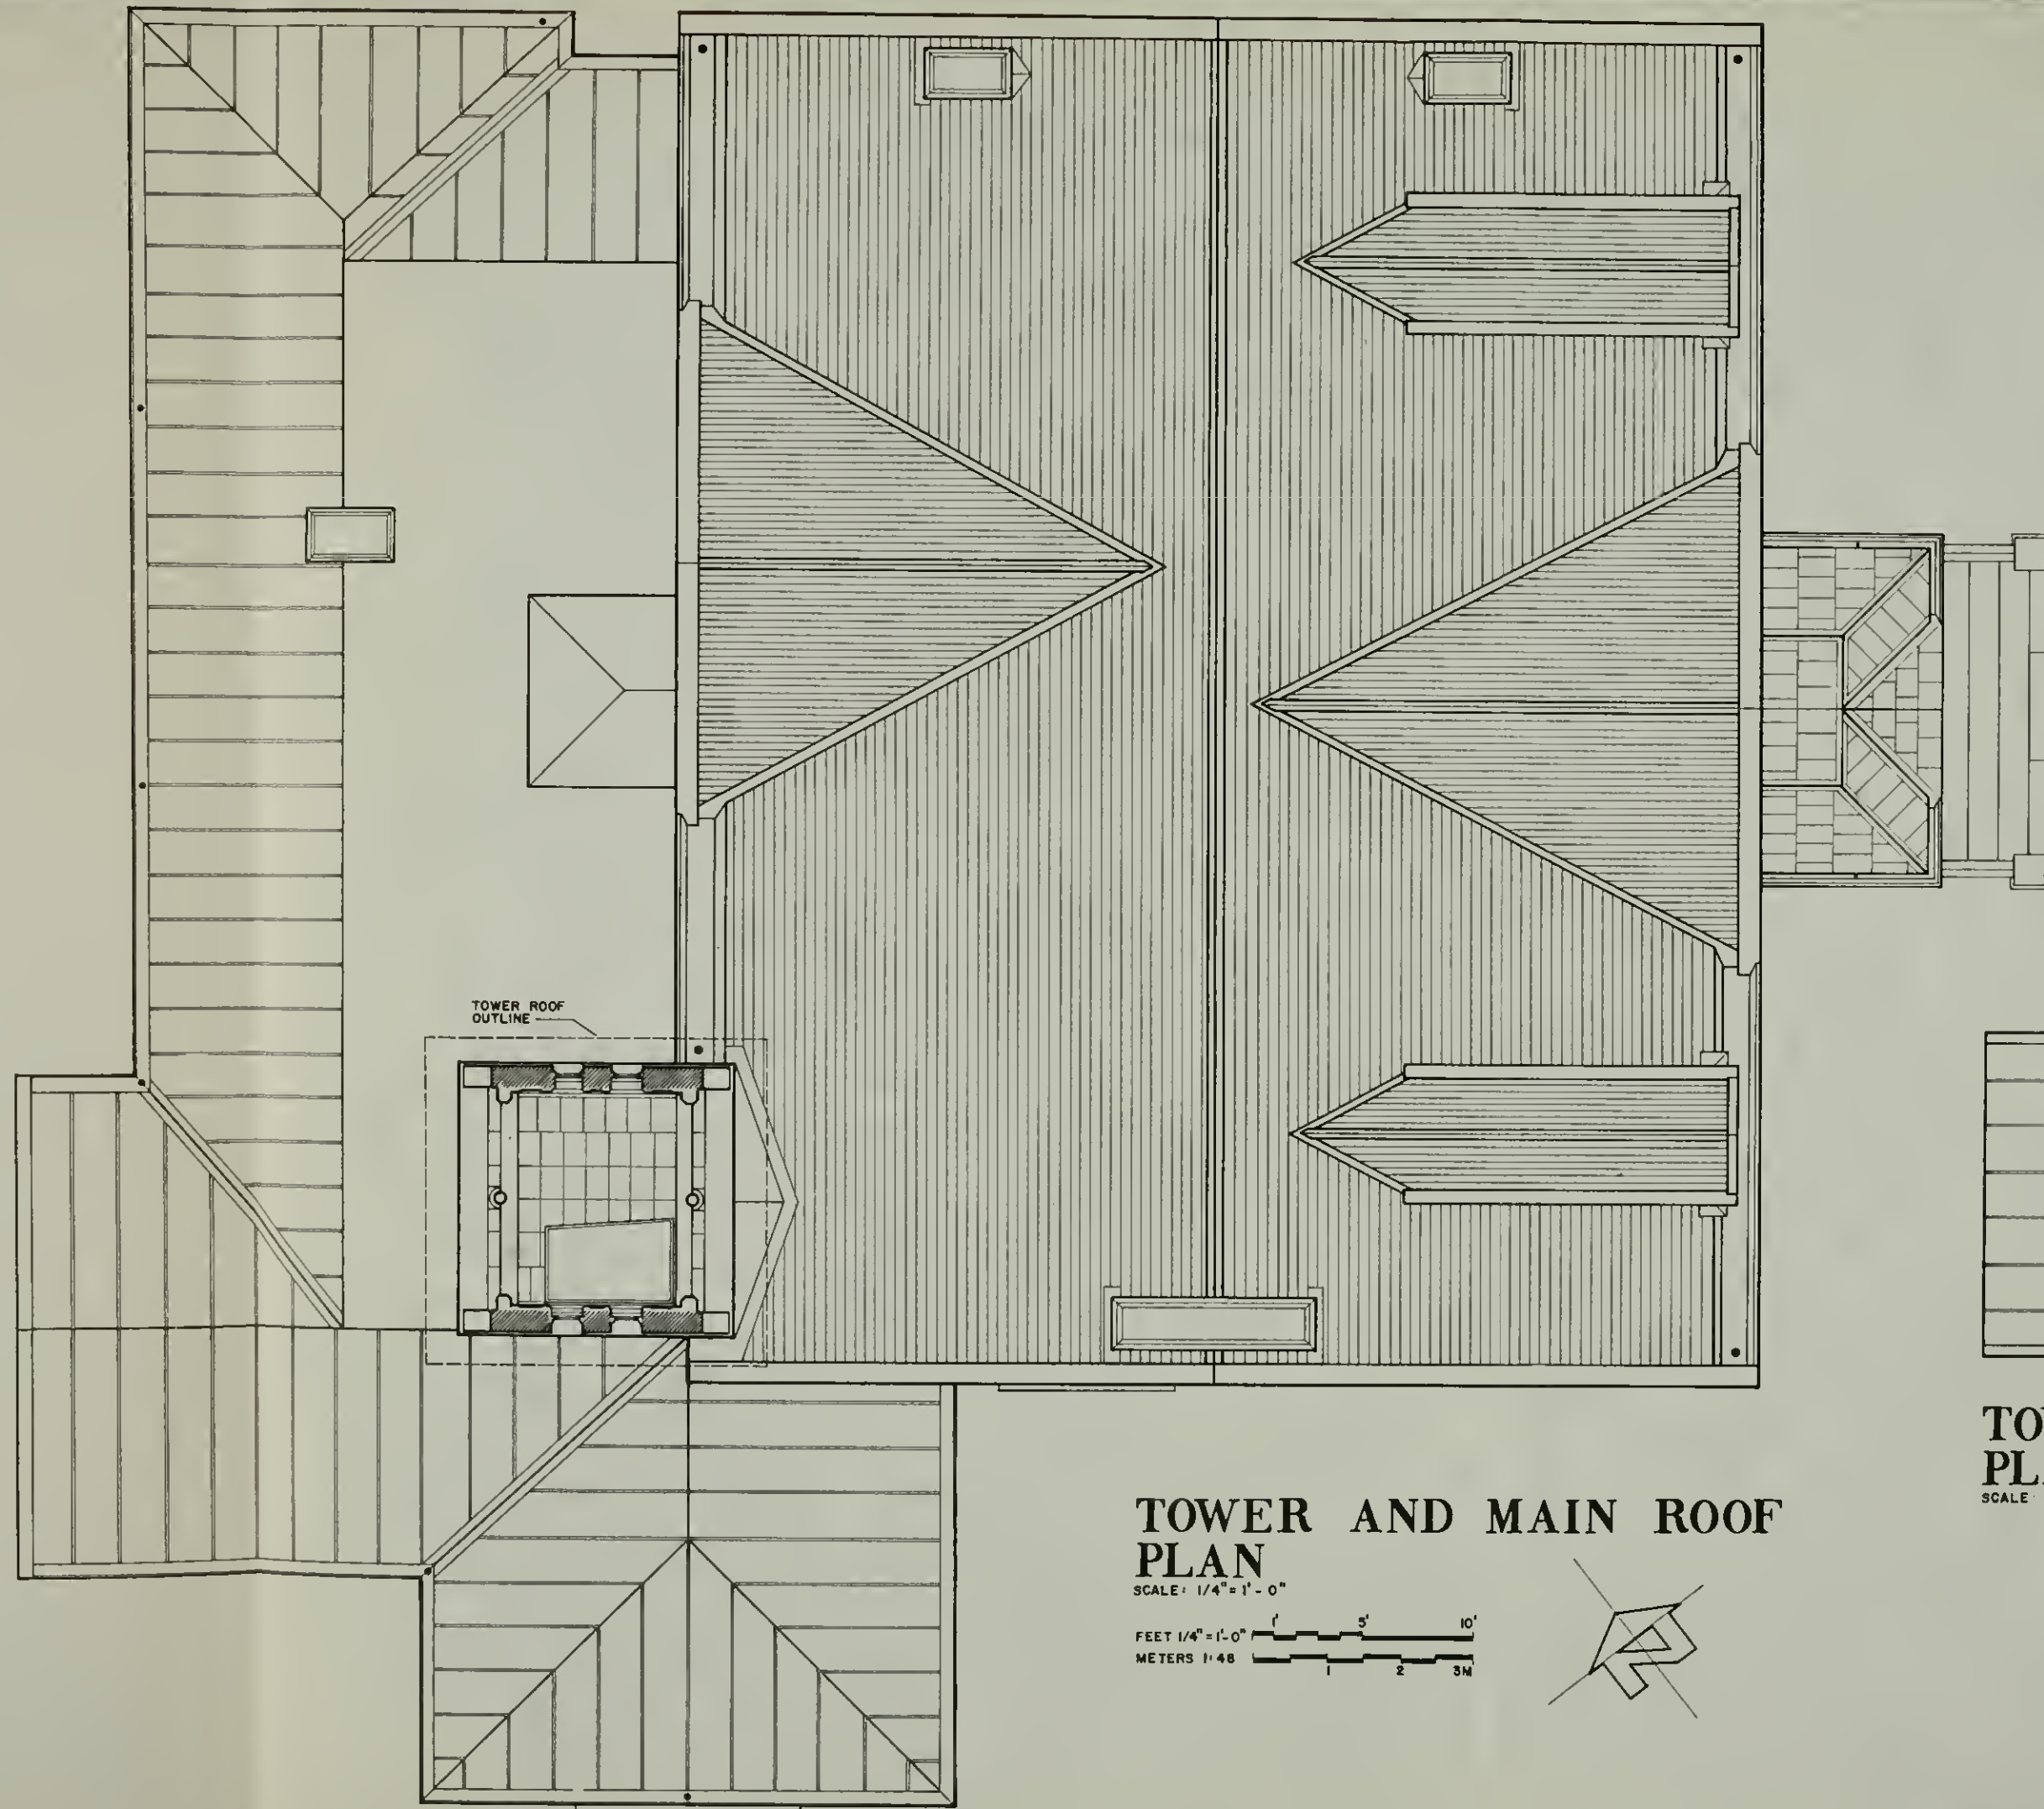 TOWER ROOF
OUTLINE
TOWER AND MAIN ROOF
PLAN
SCALE: 1/4" = 1'-0"
1' 5' 10'
FEET 1/4" = 1'-0"
METERS 1:48
1 2 3M
TO
PL
SCALE